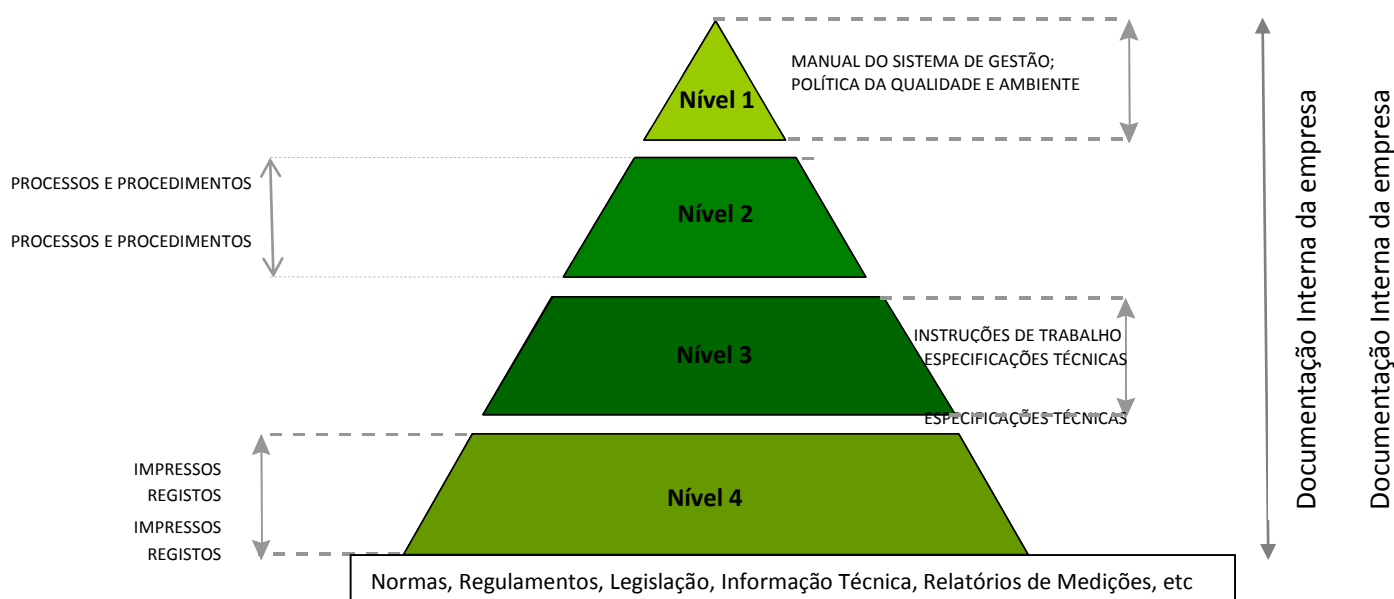 MANUAL DO SISTEMA DE GESTÃO;
POLÍTICA DA QUALIDADE E AMBIENTE
Nível 1
PROCESSOS E PROCEDIMENTOS
Nível 2
PROCESSOS E PROCEDIMENTOS
INSTRUÇÕES DE TRABALHO
Nível 3
ESPECIFICAÇÕES TÉCNICAS
ESPECIFICAÇÕES TÉCNICAS
IMPRESSOS
REGISTOS
Nível 4
IMPRESSOS
REGISTOS
Normas, Regulamentos, Legislação, Informação Técnica, Relatórios de Medições, etc
Documentação Interna da empresa
Documentação Interna da empresa